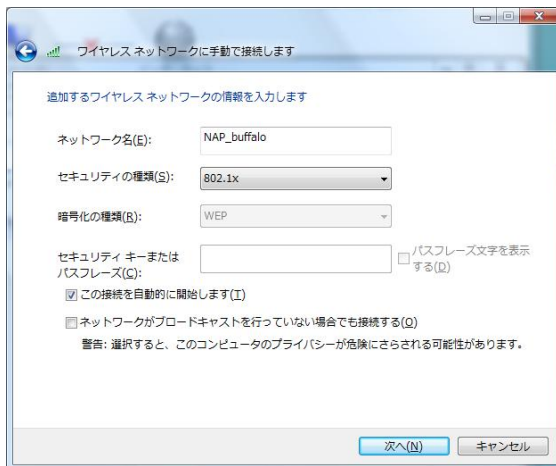 ワイヤレス ネットワークに手動で接続します
追加するワイヤレス ネットワークの情報を入力します
ネットワーク名(E): NAP_buffalo
セキュリティの種類(S): 802.1x
暗号化の種類(R): WEP
セキュリティ キーまたは
パスフレーズ(C):
パスフレーズ文字を表示
する(D)
この接続を自動的に開始します(T)
ネットワークがブロードキャストを行っていない場合でも接続する(O)
警告: 選択すると、このコンピュータのプライバシーが危険にさらされる可能性があります。
次へ(N) キャンセル